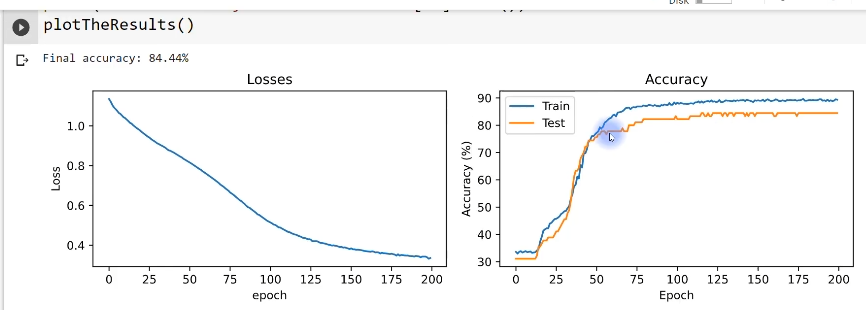 plotTheResults()
Final accuracy: 84.44%
Losses
Loss
1.0
0.8
0.6
0.4
0 25 50 75 100 125 150 175 200
epoch
Accuracy
Train
Test
Accuracy (%)
90
80
70
60
50
40
30
0 25 50 75 100 125 150 175 200
Epoch